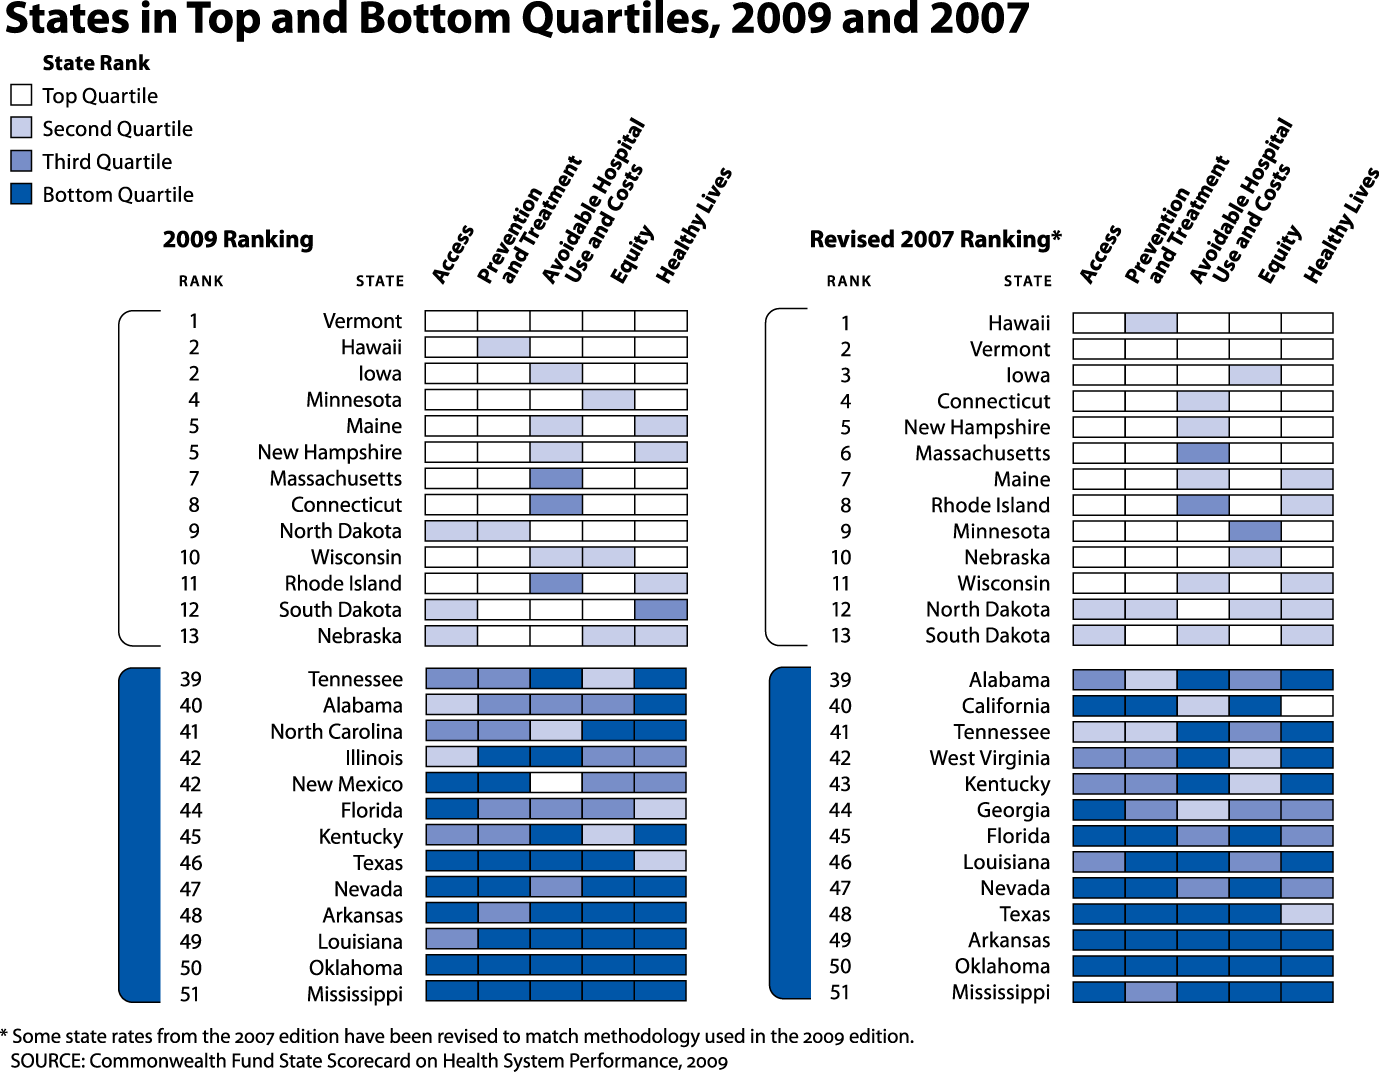 States in Top and Bottom Quartiles, 2009 and 2007
State Rank
Top Quartile
Second Quartile
Third Quartile
Bottom Quartile
2009 Ranking
RANK
STATE
Access
Prevention
and Treatment
Avoidable Hospital
Use and Costs
Equity
Healthy Lives
1 Vermont
2 Hawaii
2 Iowa
4 Minnesota
5 Maine
5 New Hampshire
7 Massachusetts
8 Connecticut
9 North Dakota
10 Wisconsin
11 Rhode Island
12 South Dakota
13 Nebraska
39 Tennessee
40 Alabama
41 North Carolina
42 Illinois
42 New Mexico
44 Florida
45 Kentucky
46 Texas
47 Nevada
48 Arkansas
49 Louisiana
50 Oklahoma
51 Mississippi
Revised 2007 Ranking*
RANK
STATE
Access
Prevention
and Treatment
Avoidable Hospital
Use and Costs
Equity
Healthy Lives
1 Hawaii
2 Vermont
3 Iowa
4 Connecticut
5 New Hampshire
6 Massachusetts
7 Maine
8 Rhode Island
9 Minnesota
10 Nebraska
11 Wisconsin
12 North Dakota
13 South Dakota
39 Alabama
40 California
41 Tennessee
42 West Virginia
43 Kentucky
44 Georgia
45 Florida
46 Louisiana
47 Nevada
48 Texas
49 Arkansas
50 Oklahoma
51 Mississippi
* Some state rates from the 2007 edition have been revised to match methodology used in the 2009 edition.
SOURCE: Commonwealth Fund State Scorecard on Health System Performance, 2009